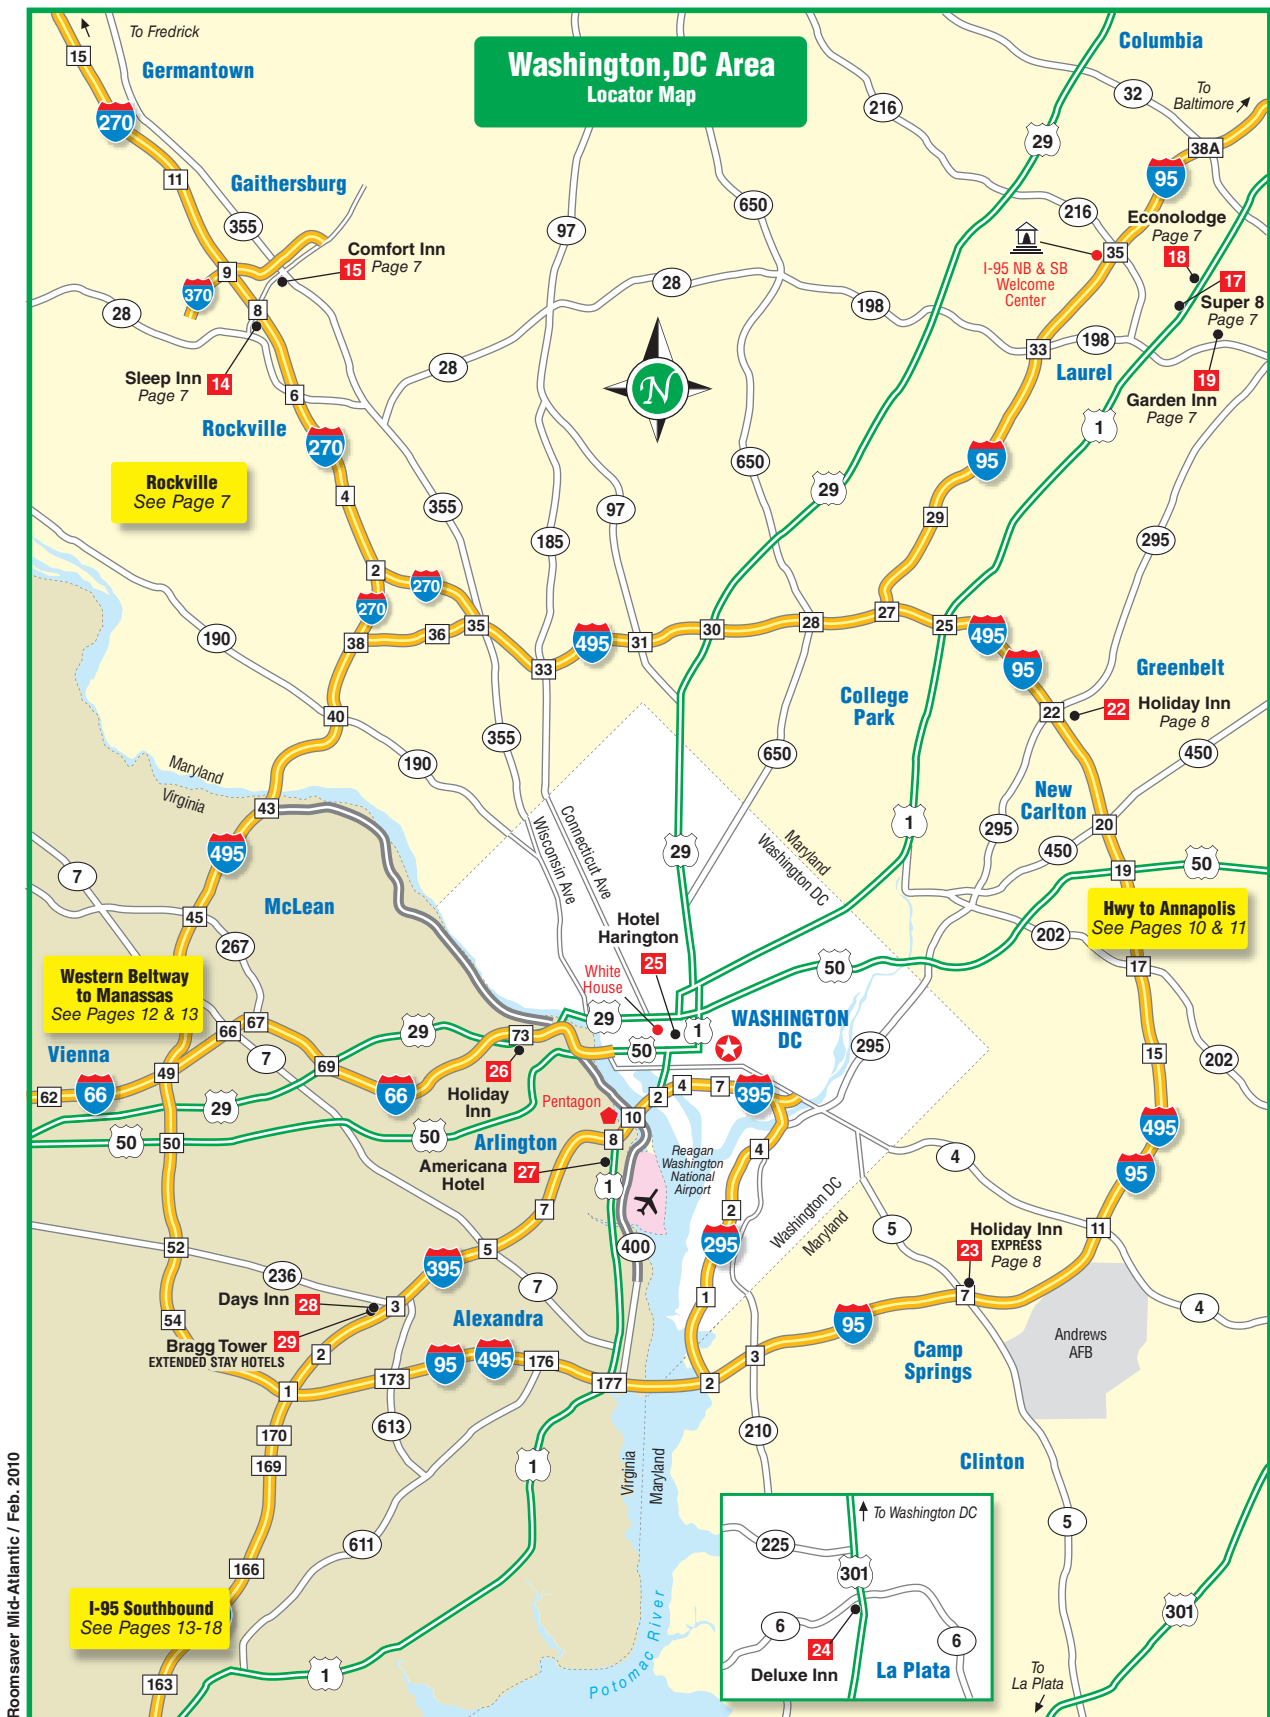 Washington,DC Area
Locator Map
To Fredrick
15
Germantown
270
11
Gaithersburg
355
Comfort Inn
15 Page 7
9
370
8
28
Sleep Inn 14
Page 7
6
Rockville
270
Rockville
See Page 7
4
355
2
270
270
190
38
36
35
33
495
31
30
28
27
25
495
95
97
28
650
28
198
650
97
185
29
216
29
32
Columbia
To
Baltimore
38A
95
216
Econolodge
Page 7
18
35
I-95 NB & SB
Welcome
Center
17
Super 8
Page 7
33
198
Laurel
19
Garden Inn
Page 7
1
95
29
295
Greenbelt
College
Park
22
22 Holiday Inn
Page 8
450
40
355
190
650
Maryland
Virginia
43
495
New
Carlton
20
295
450
1
29
Connecticut Ave
Wisconsin Ave
Maryland
Washington DC
19
50
7
McLean
45
267
Hwy to Annapolis
See Pages 10 & 11
202
17
Hotel
Harington
25
White
House
50
Western Beltway
to Manassas
See Pages 12 & 13
66
67
29
73
29
1
WASHINGTON
DC
50
295
Vienna
7
49
69
26
Holiday
Inn
15
202
62
66
66
29
4
7
395
2
Pentagon
10
50
50
50
Arlington
8
Americana
Hotel
27
1
Reagan
Washington
National
Airport
4
4
495
95
2
Washington DC
Maryland
7
52
5
400
295
5
Holiday Inn
EXPRESS
Page 8
23
11
236
395
7
Days Inn 28
3
1
7
4
54
Alexandra
Bragg Tower 29
EXTENDED STAY HOTELS
2
95
495
176
95
3
Andrews
AFB
Camp
Springs
1
173
177
2
613
170
169
1
Virginia
Maryland
210
Clinton
166
611
5
I-95 Southbound
See Pages 13-18
163
1
Potomac River
To Washington DC
225
301
6
6
24
Deluxe Inn
La Plata
301
To
La Plata
Roomsaver Mid-Atlantic / Feb. 2010